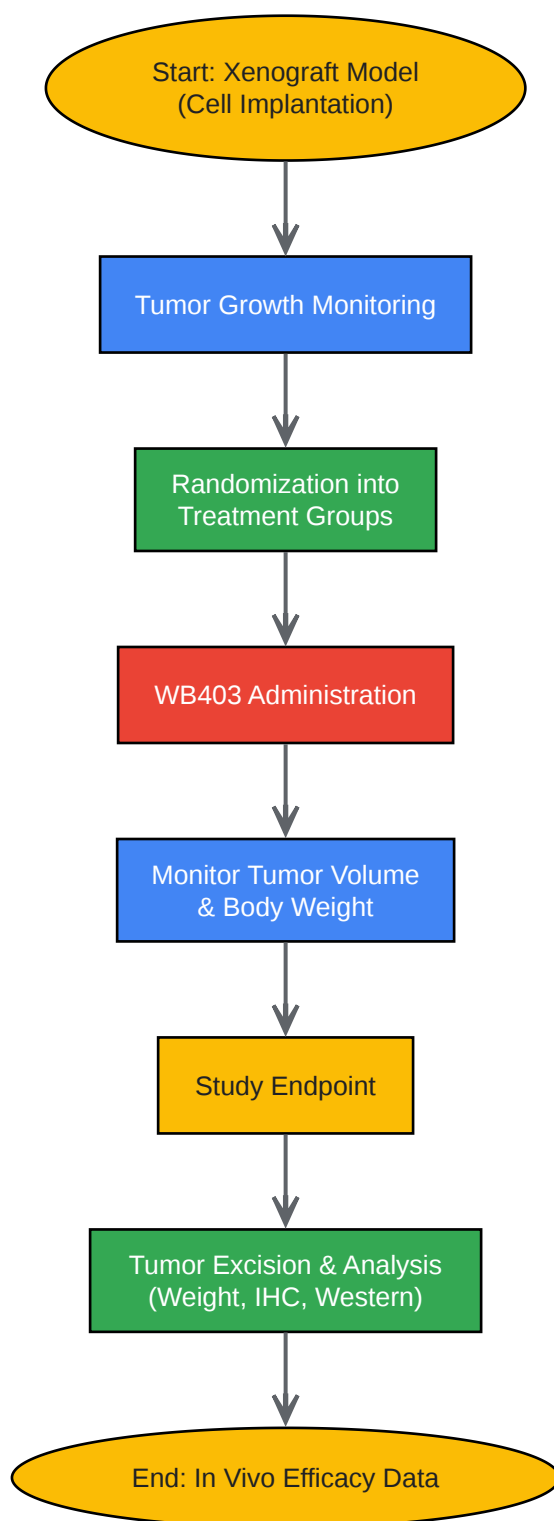 Start: Xenograft Model
(Cell Implantation)
Tumor Growth Monitoring
Randomization into
Treatment Groups
WB403 Administration
Monitor Tumor Volume
& Body Weight
Study Endpoint
Tumor Excision & Analysis
(Weight, IHC, Western)
End: In Vivo Efficacy Data